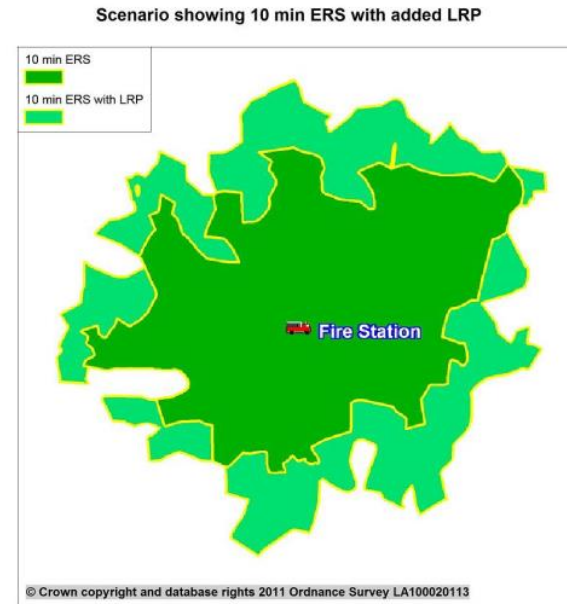 Scenario showing 10 min ERS with added LRP
10 min ERS
10 min ERS with LRP
Fire Station
© Crown copyright and database rights 2011 Ordnance Survey LA100020113